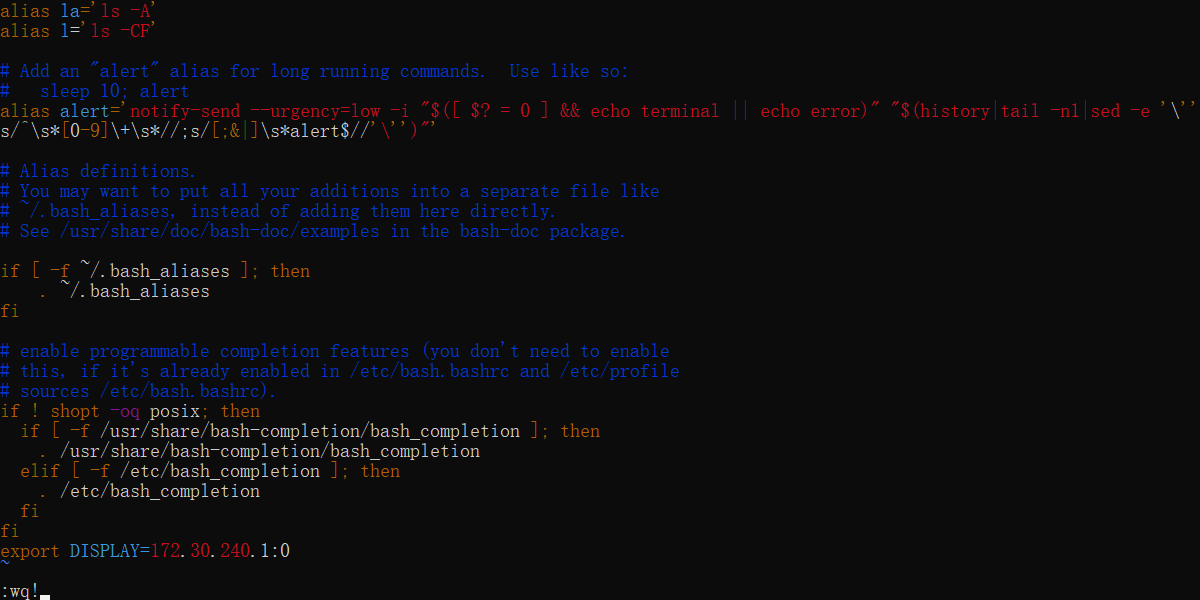 alias la='ls -A'
alias l='ls -CF'

# Add an "alert" alias for long running commands.  Use like so:
#   sleep 10; alert
alias alert='notify-send --urgency=low -i "$([ $? = 0 ] && echo terminal || echo error)" "$(history|tail -n1|sed -e '\''
s/^\s*[0-9]\+\s*//;s/[;&|]\s*alert$//'\'')"'

# Alias definitions.
# You may want to put all your additions into a separate file like
# ~/.bash_aliases, instead of adding them here directly.
# See /usr/share/doc/bash-doc/examples in the bash-doc package.

if [ -f ~/.bash_aliases ]; then
    . ~/.bash_aliases
fi

# enable programmable completion features (you don't need to enable
# this, if it's already enabled in /etc/bash.bashrc and /etc/profile
# sources /etc/bash.bashrc).
if ! shopt -oq posix; then
  if [ -f /usr/share/bash-completion/bash_completion ]; then
    . /usr/share/bash-completion/bash_completion
  elif [ -f /etc/bash_completion ]; then
    . /etc/bash_completion
  fi
fi
export DISPLAY=172.30.240.1:0
~
:wq!